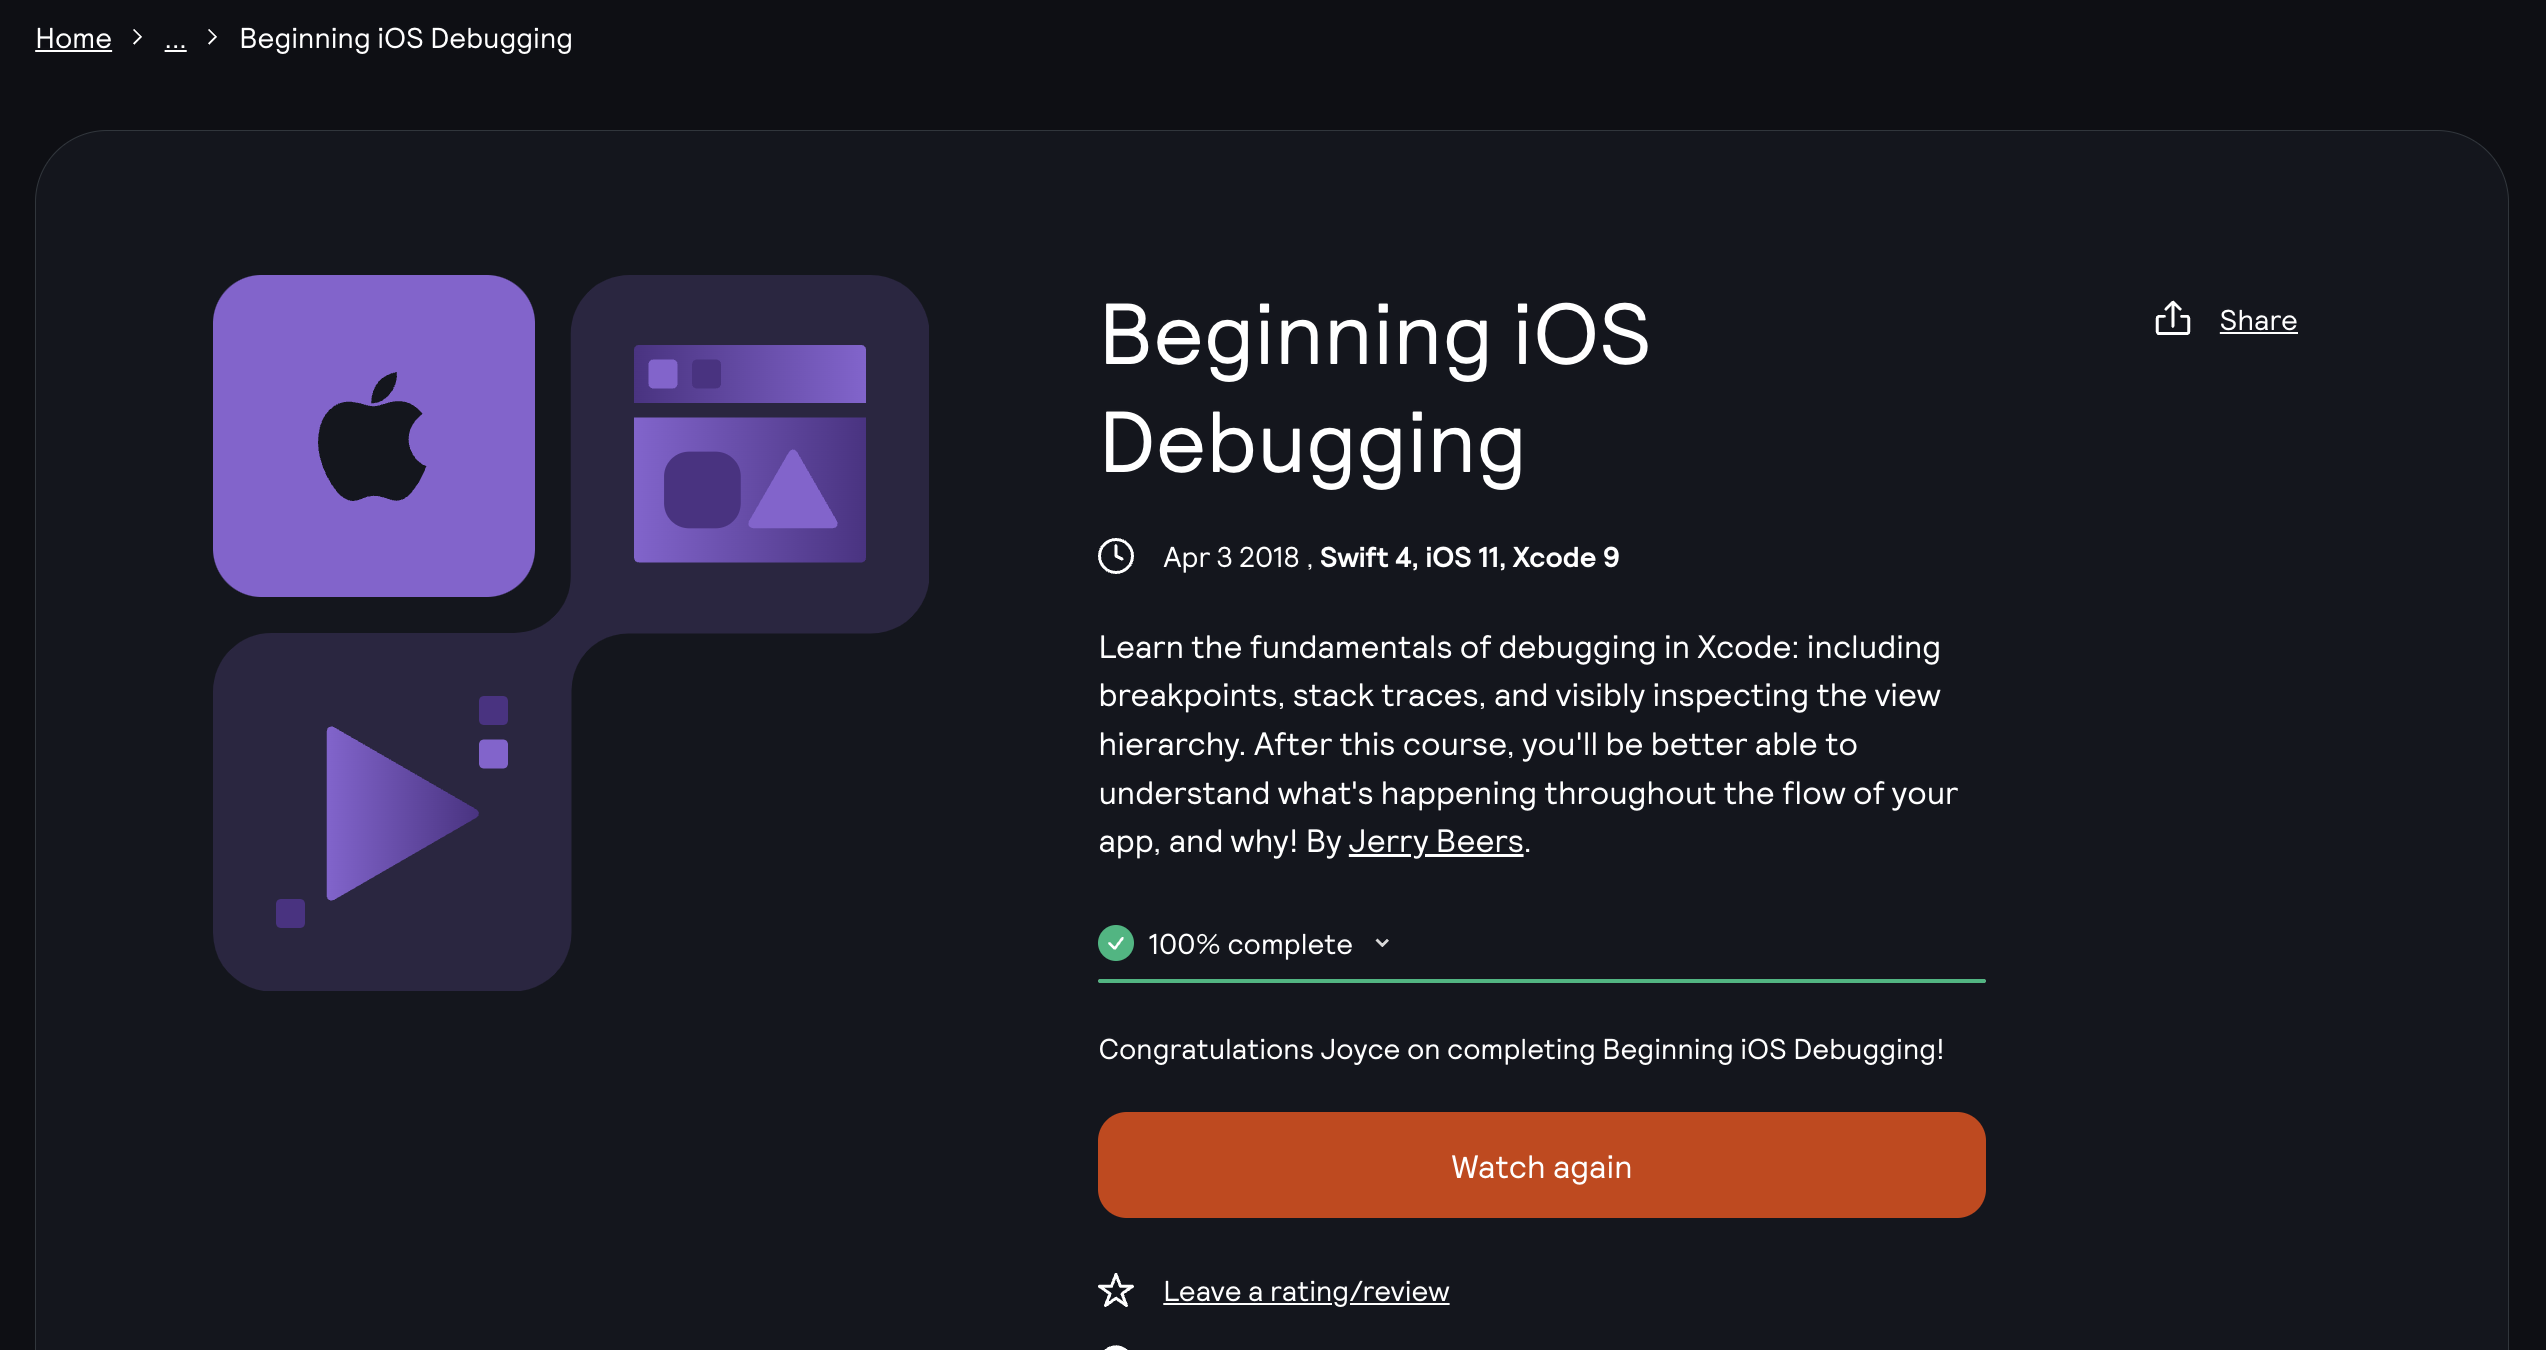 Home > ... > Beginning iOS Debugging
Beginning iOS
Debugging
Share
Apr 3 2018 , Swift 4, iOS 11, Xcode 9
Learn the fundamentals of debugging in Xcode: including
breakpoints, stack traces, and visibly inspecting the view
hierarchy. After this course, you'll be better able to
understand what's happening throughout the flow of your
app, and why! By Jerry Beers.
100% complete
Congratulations Joyce on completing Beginning iOS Debugging!
Watch again
Leave a rating/review